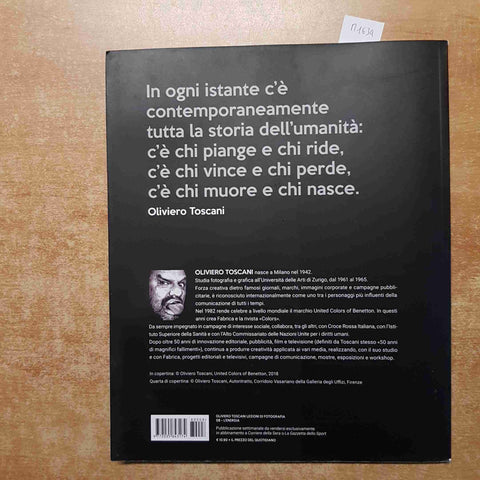 In ogni istante c'è
contemporaneamente
tutta la storia dell'umanità:
c'è chi piange e chi ride,
c'è chi vince e chi perde,
c'è chi muore e chi nasce.
Oliviero Toscani
OLIVIERO TOSCANI nasce a Milano nel 1942.
Studia fotografia e grafica all'Università delle Arti di Zurigo, dal 1961 al 1965.
Forza creativa dietro famosi giornali, marchi, immagini corporate e campagne pubbli-
citarie, è riconosciuto internazionalmente come uno tra i personaggi più influenti della
comunicazione di tutti i tempi.
Nel 1982 rende celebre a livello mondiale il marchio United Colors of Benetton. In questi
anni crea Fabrica e la rivista «Colors».
Da sempre impegnato in campagne di interesse sociale, collabora, tra gli altri, con Croce Rossa Italiana, con l'Isti-
tuto Superiore della Sanità e con l'Alto Commissariato delle Nazioni Unite per i diritti umani.
Dopo oltre 50 anni di innovazione editoriale, pubblicità, film e televisione (definiti da Toscani stesso «50 anni
di magnifici fallimenti»), continua a produrre creatività applicata ai vari media, realizzando, con il suo studio
e con Fabrica, progetti editoriali e televisivi, campagne di comunicazione, mostre, esposizioni e workshop.
In copertina: © Oliviero Toscani, United Colors of Benetton, 2018
Quarta di copertina: © Oliviero Toscani, Autoritratto, Corridoio Vasariano della Galleria degli Uffizi, Firenze
OLIVIERO TOSCANI LEZIONI DI FOTOGRAFIA
08 - L'ENERGIA
Pubblicazione settimanale da vendersi esclusivamente
in abbinamento a Corriere della Sera o La Gazzetta dello Sport
€ 10,90 + IL PREZZO DEL QUOTIDIANO